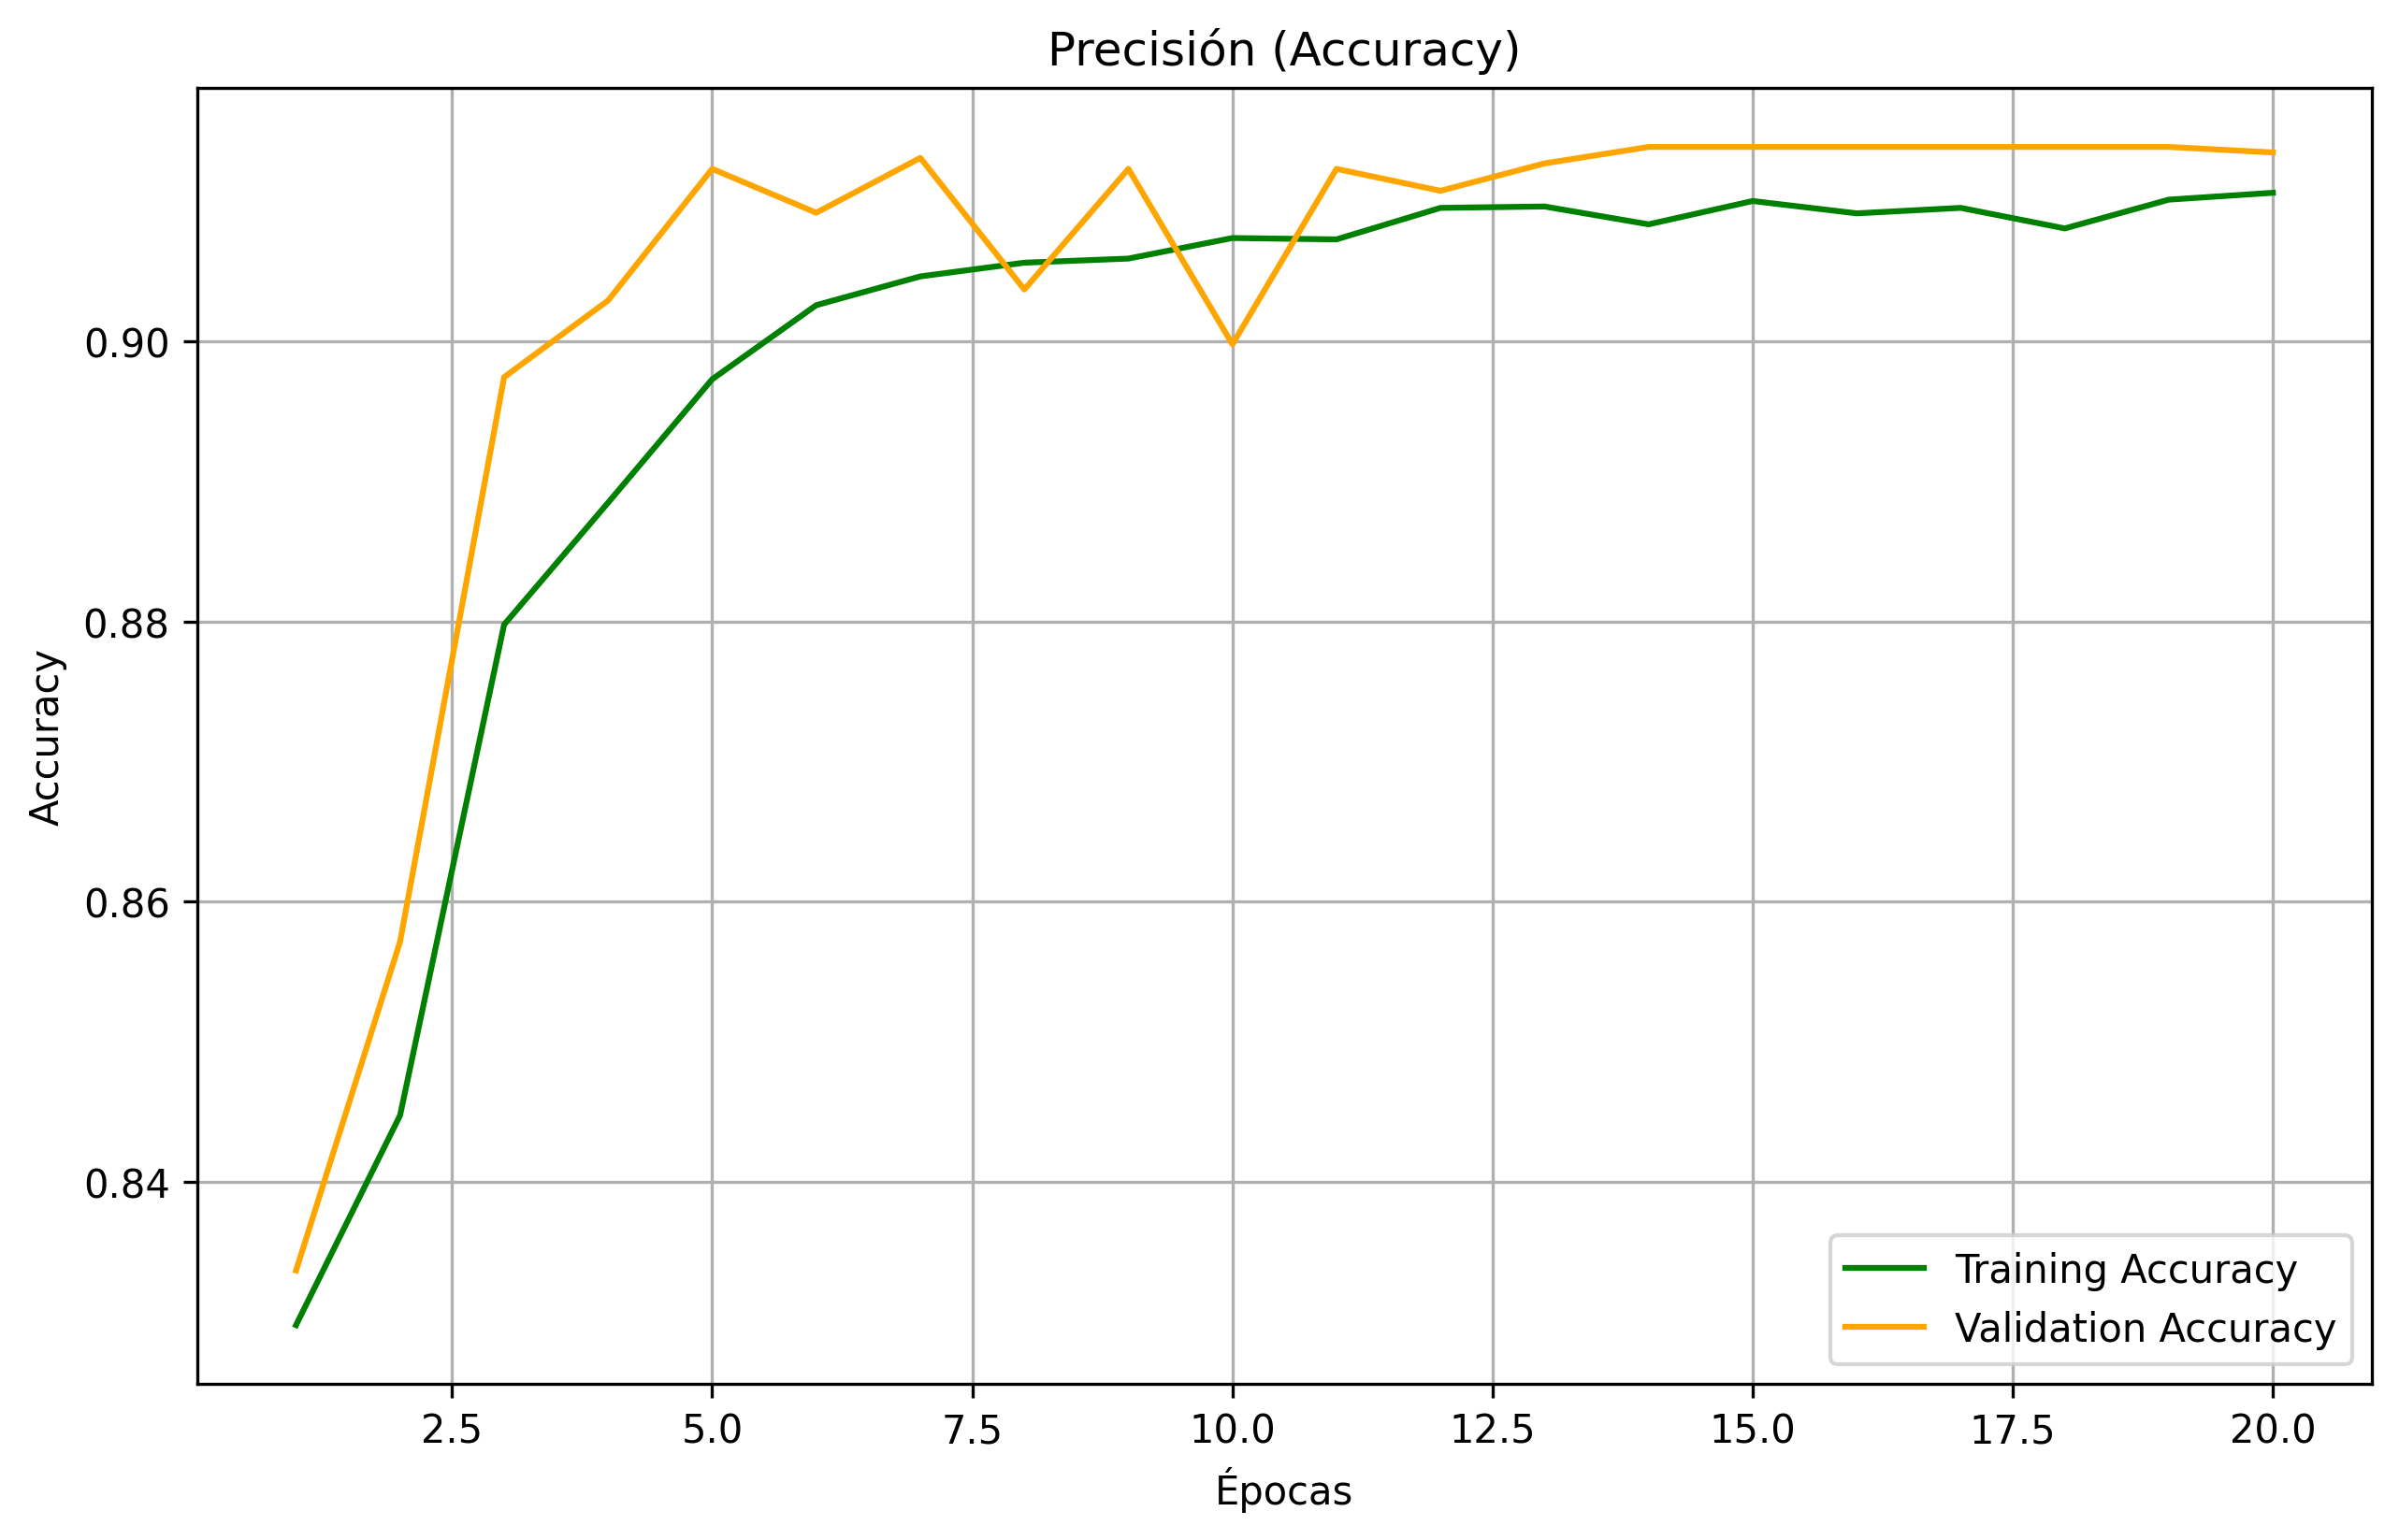 Precisión (Accuracy)
Accuracy
0.90
0.88
0.86
0.84
Training Accuracy
Validation Accuracy
2.5 5.0 7.5 10.0 12.5 15.0 17.5 20.0
Épocas